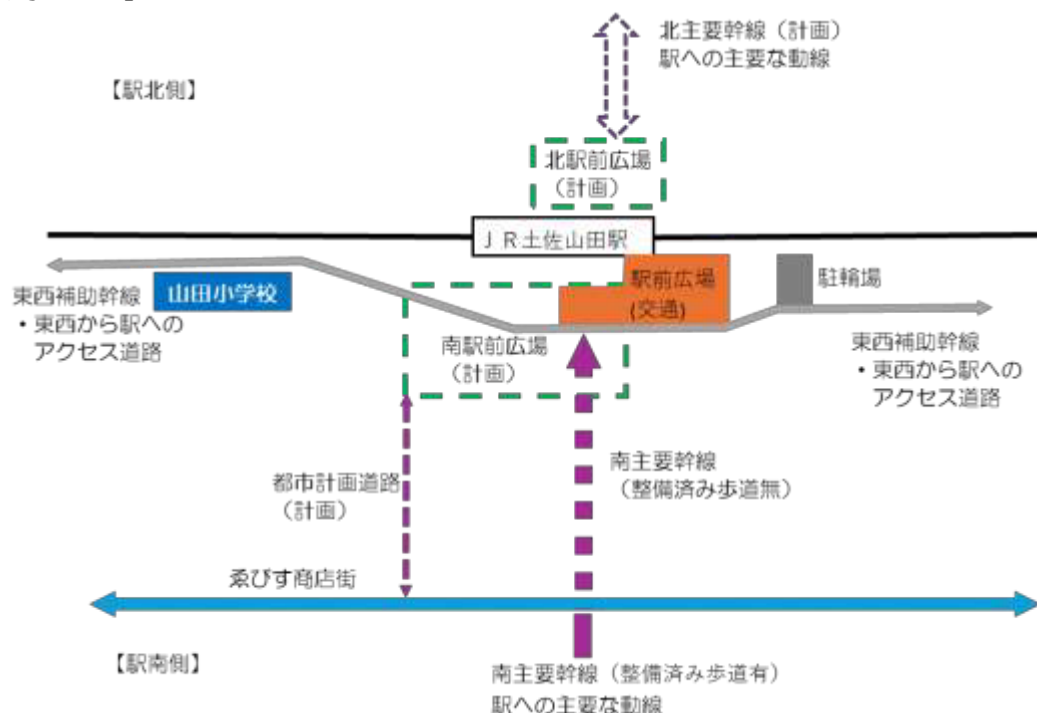 北主要幹線（計画）
駅への主要な動線
【駅北側】
北駅前広場
（計画）
ＪＲ土佐山田駅
駅前広場
(交通)
駐輪場
山田小学校
東西補助幹線
・東西から駅への
アクセス道路
南駅前広場
（計画）
東西補助幹線
・東西から駅への
アクセス道路
南主要幹線
（整備済み歩道無）
都市計画道路
（計画）
ゑびす商店街
【駅南側】
南主要幹線（整備済み歩道有）
駅への主要な動線